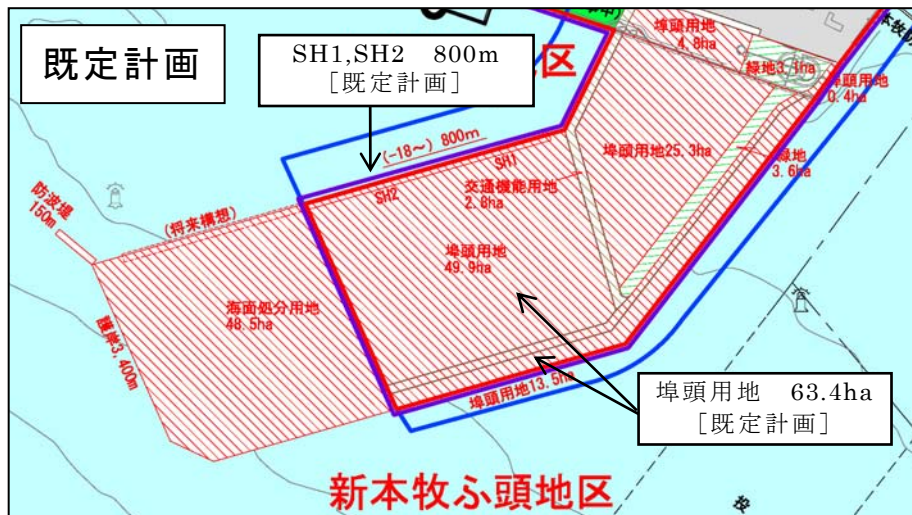 既定計画
SH1,SH2 800m
[既定計画]
区
埠頭用地
4.8ha
緑地3.1ha
埠頭用地
0.4ha
本牧
(-18～) 800m
SH1
SH2
埠頭用地25.3ha
緑地
3.6ha
交通機能用地
2.8ha
防波堤
150m
(将来構想)
埠頭用地
49.9ha
海面処分用地
48.5ha
護岸3,400m
埠頭用地13.5ha
埠頭用地 63.4ha
[既定計画]
新本牧ふ頭地区
投